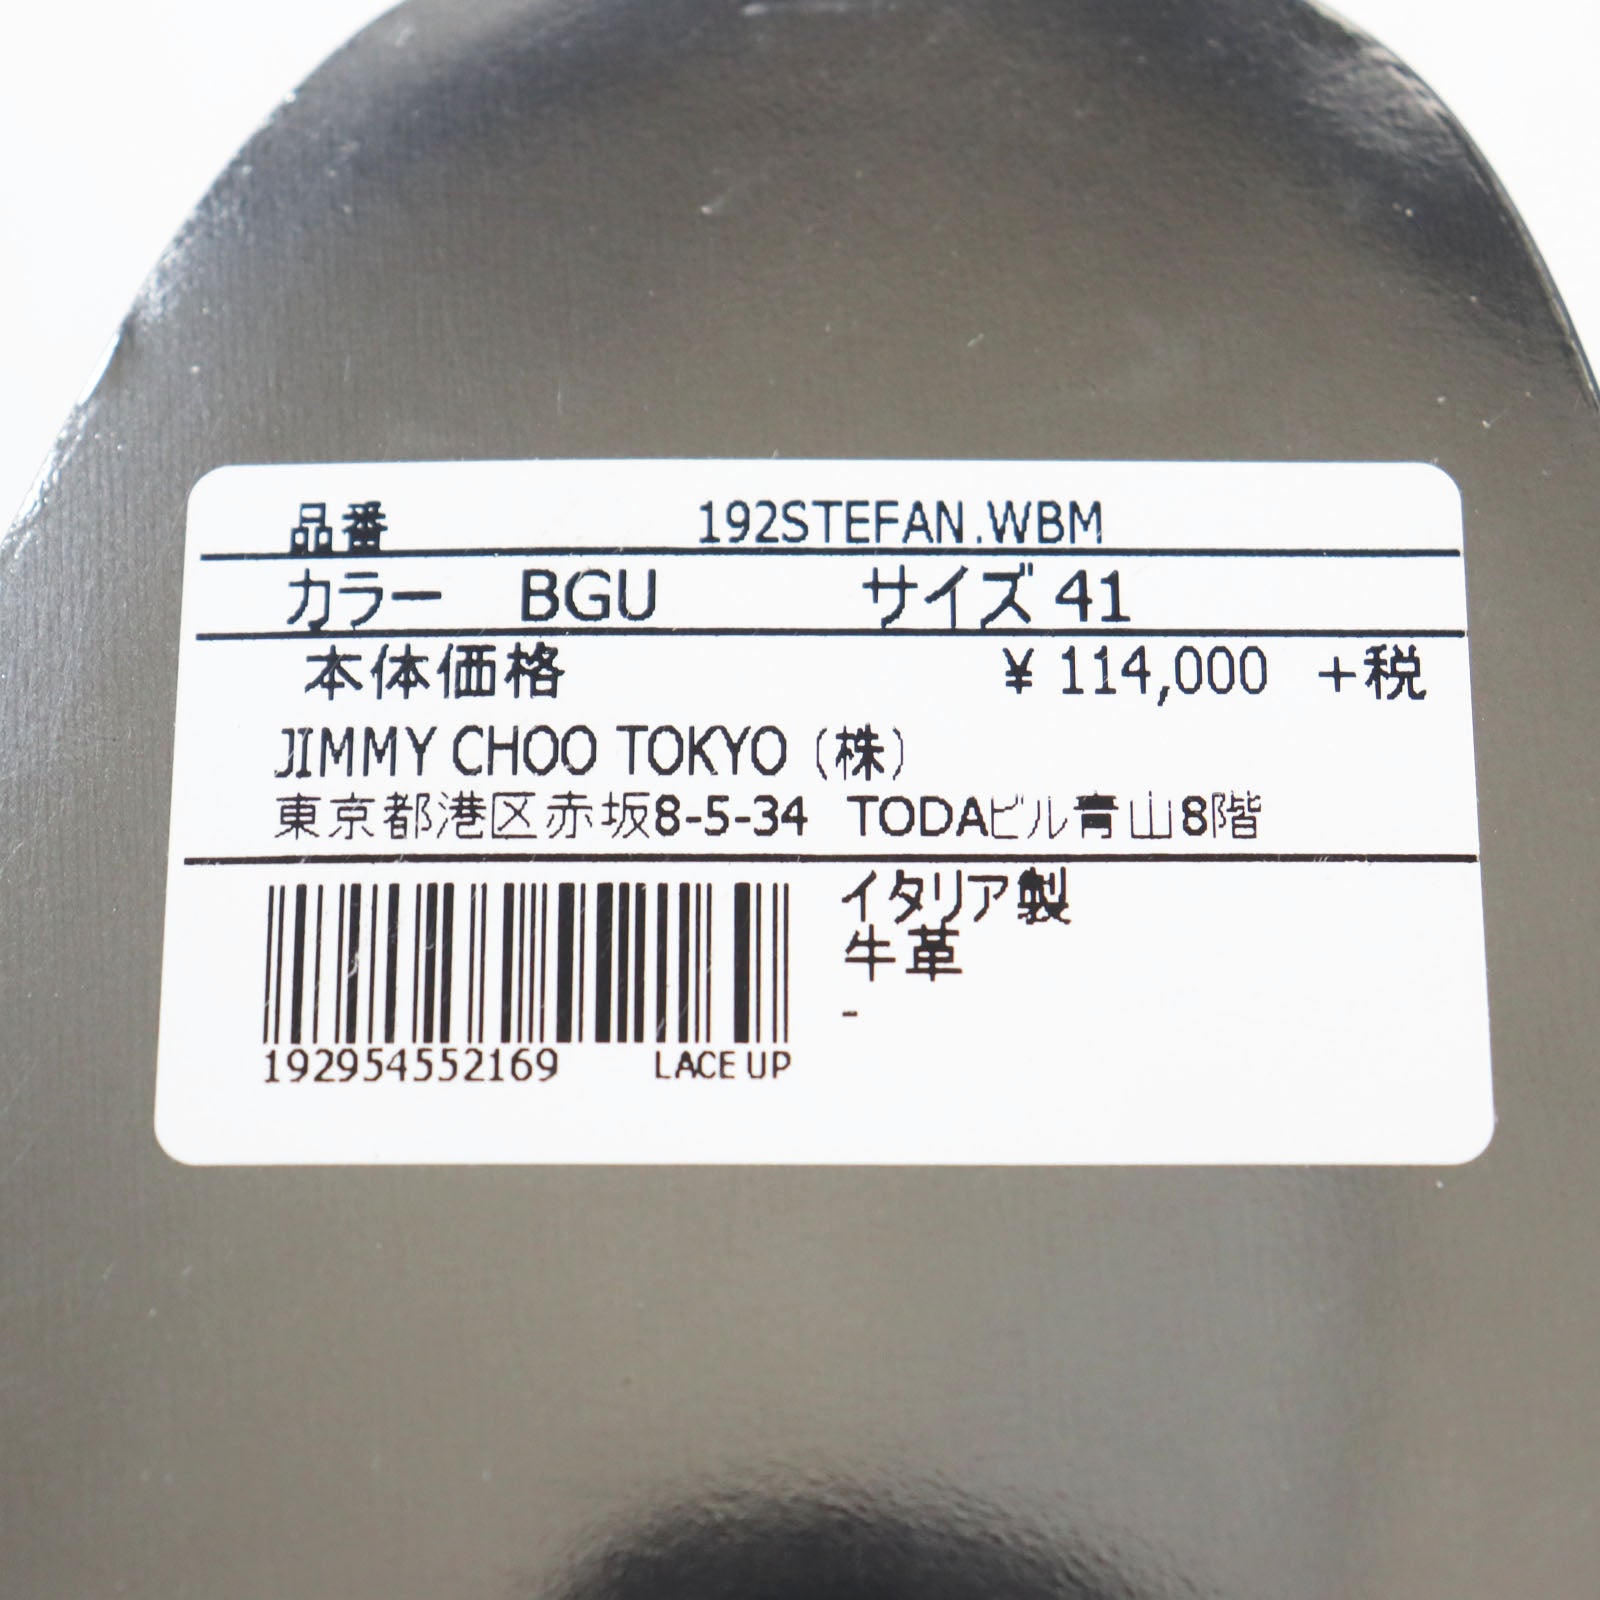 品番 192STEFAN.WBM
カラー BGU サイズ 41
本体価格 ¥ 114,000 +税
JIMMY CHOO TOKYO (株)
東京都港区赤坂8-5-34 TODAビル青山8階
イタリア製
牛革
-
192954552169 LACE UP